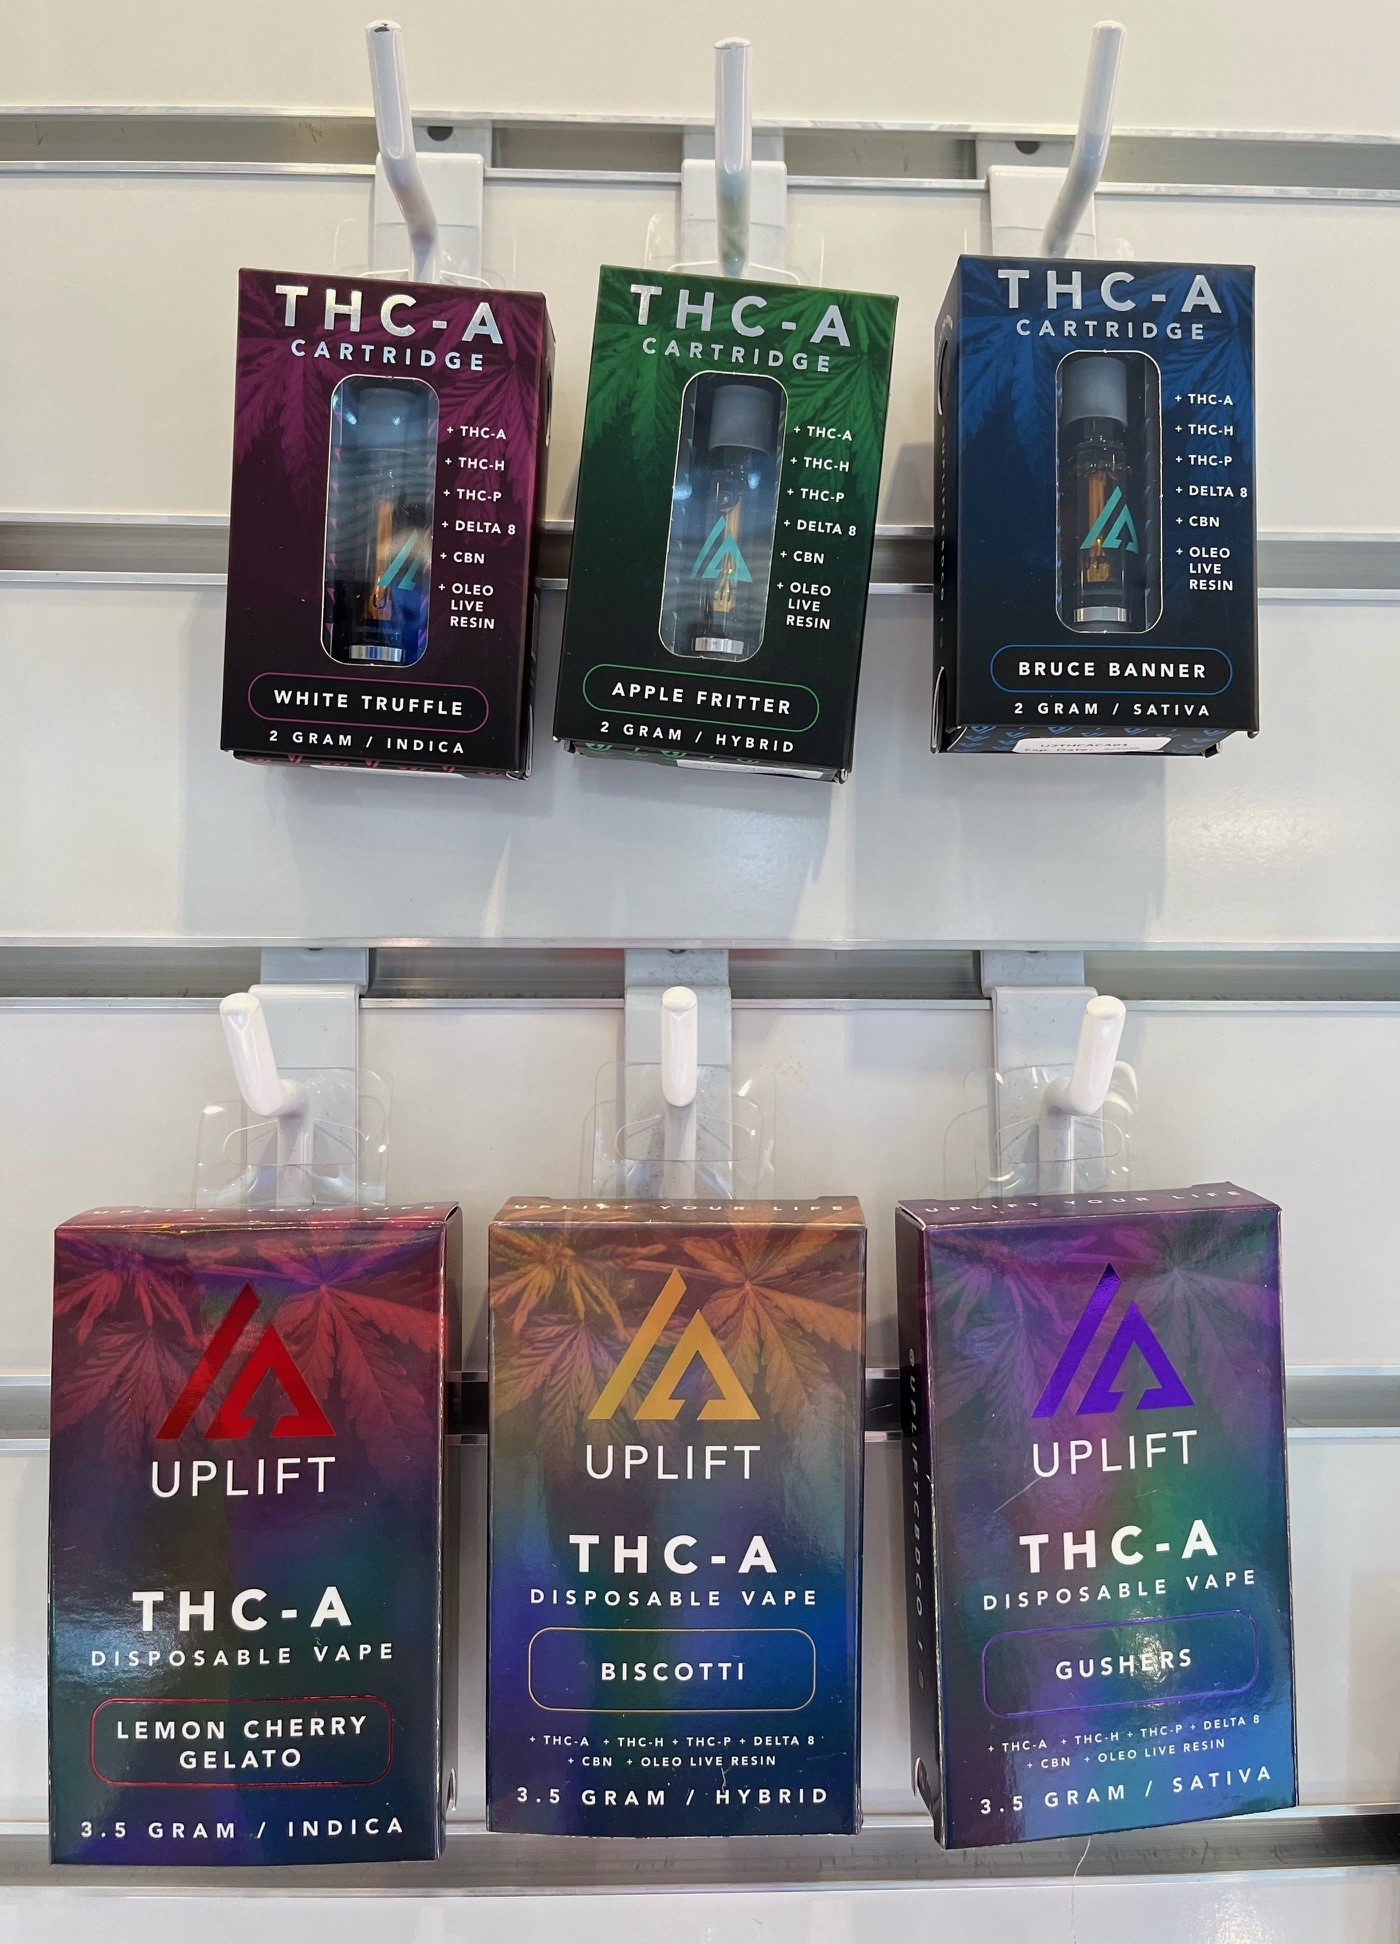 THC-A
CARTRIDGE
+ THC-A
+ THC-H
+ THC-P
+ DELTA 8
+ CBN
+ OLEO
LIVE
RESIN
WHITE TRUFFLE
2 GRAM / INDICA
THC-A
CARTRIDGE
+ THC-A
+ THC-H
+ THC-P
+ DELTA 8
+ CBN
+ OLEO
LIVE
RESIN
APPLE FRITTER
2 GRAM / HYBRID
THC-A
CARTRIDGE
+ THC-A
+ THC-H
+ THC-P
+ DELTA 8
+ CBN
+ OLEO
LIVE
RESIN
BRUCE BANNER
2 GRAM / SATIVA
Exp. Date:
UPLIFT YOUR LIFE
UPLIFT
THC-A
DISPOSABLE VAPE
LEMON CHERRY
GELATO
3.5 GRAM / INDICA
UPLIFT YOUR LIFE
UPLIFT
THC-A
DISPOSABLE VAPE
BISCOTTI
+ THC-A + THC-H + THC-P + DELTA 8
+ CBN + OLEO LIVE RESIN
3.5 GRAM / HYBRID
UPLIFT YOUR LIFE
UPLIFT
THC-A
DISPOSABLE VAPE
GUSHERS
+ THC-A + THC-H + THC-P + DELTA 8
+ CBN + OLEO LIVE RESIN
3.5 GRAM / SATIVA